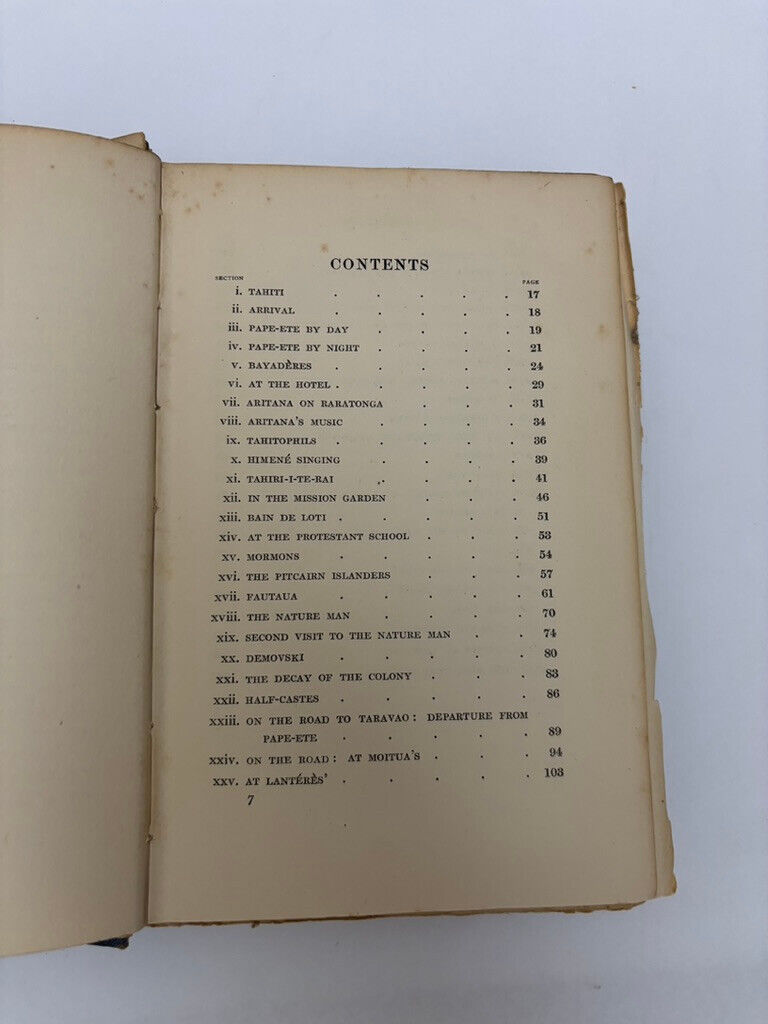 CONTENTS
SECTION PAGE
i. TAHITI . . . . . 17
ii. ARRIVAL . . . . . 18
iii. PAPE-ETE BY DAY . . . . 19
iv. PAPE-ETE BY NIGHT . . . . 21
v. BAYADÈRES . . . . . 24
vi. AT THE HOTEL . . . . . 29
vii. ARITANA ON RARATONGA . . . 31
viii. ARITANA'S MUSIC . . . . 34
ix. TAHITOPHILS . . . . . 36
x. HIMENÉ SINGING . . . . 39
xi. TAHIRI-I-TE-RAI . . . . 41
xii. IN THE MISSION GARDEN . . . 46
xiii. BAIN DE LOTI . . . . . 51
xiv. AT THE PROTESTANT SCHOOL . . . 53
xv. MORMONS . . . . . 54
xvi. THE PITCAIRN ISLANDERS . . . 57
xvii. FAUTAUA . . . . . 61
xviii. THE NATURE MAN . . . . 70
xix. SECOND VISIT TO THE NATURE MAN . . 74
xx. DEMOVSKI . . . . . 80
xxi. THE DECAY OF THE COLONY . . . 83
xxii. HALF-CASTES . . . . . 86
xxiii. ON THE ROAD TO TARAVAO: DEPARTURE FROM
PAPE-ETE . . . . . 89
xxiv. ON THE ROAD: AT MOITUA'S . . . 94
xxv. AT LANTÉRÈS' . . . . . 103
7